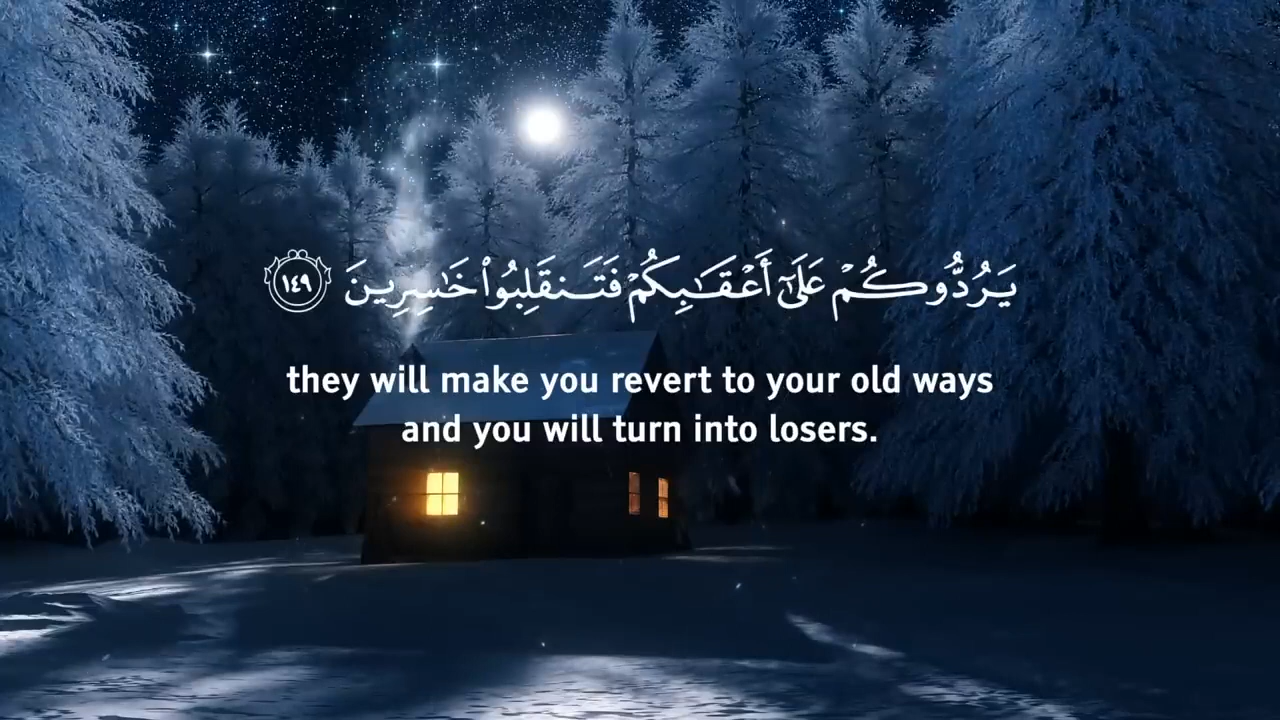 يَرُدُّوكُمْ عَلَىٰٓ أَعْقَـٰبِكُمْ فَتَنقَلِبُوا۟ خَـٰسِرِينَ ١٤٩
they will make you revert to your old ways
and you will turn into losers.